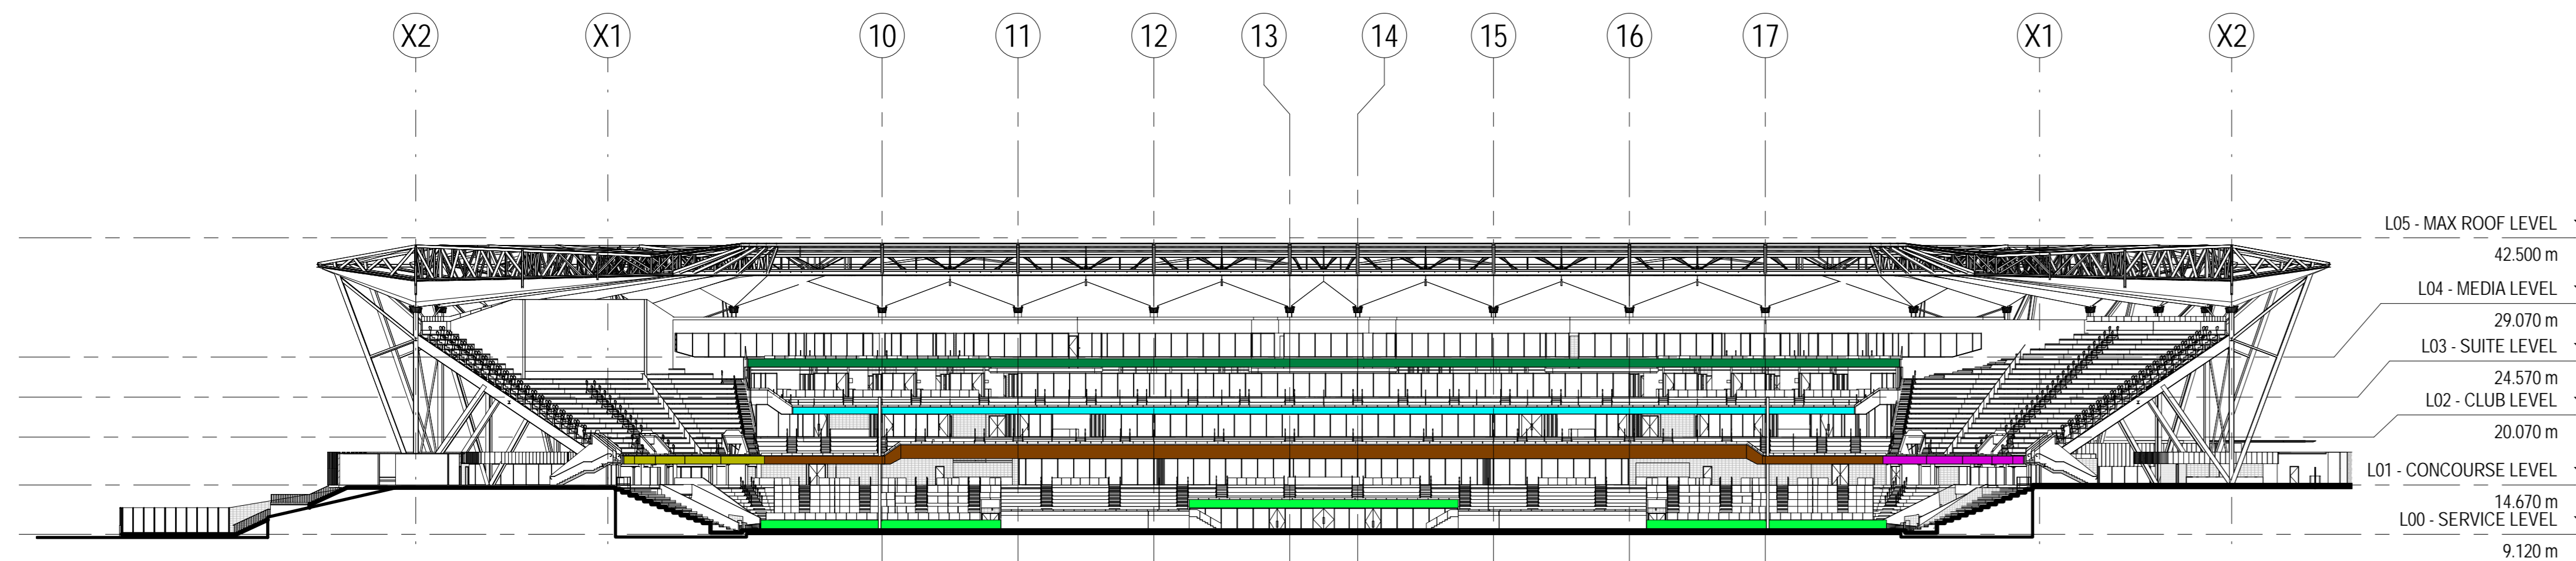 X2 X1 10 11 12 13 14 15 16 17 X1 X2
L05 - MAX ROOF LEVEL
42.500 m
L04 - MEDIA LEVEL
29.070 m
L03 - SUITE LEVEL
24.570 m
L02 - CLUB LEVEL
20.070 m
L01 - CONCOURSE LEVEL
14.670 m
L00 - SERVICE LEVEL
9.120 m